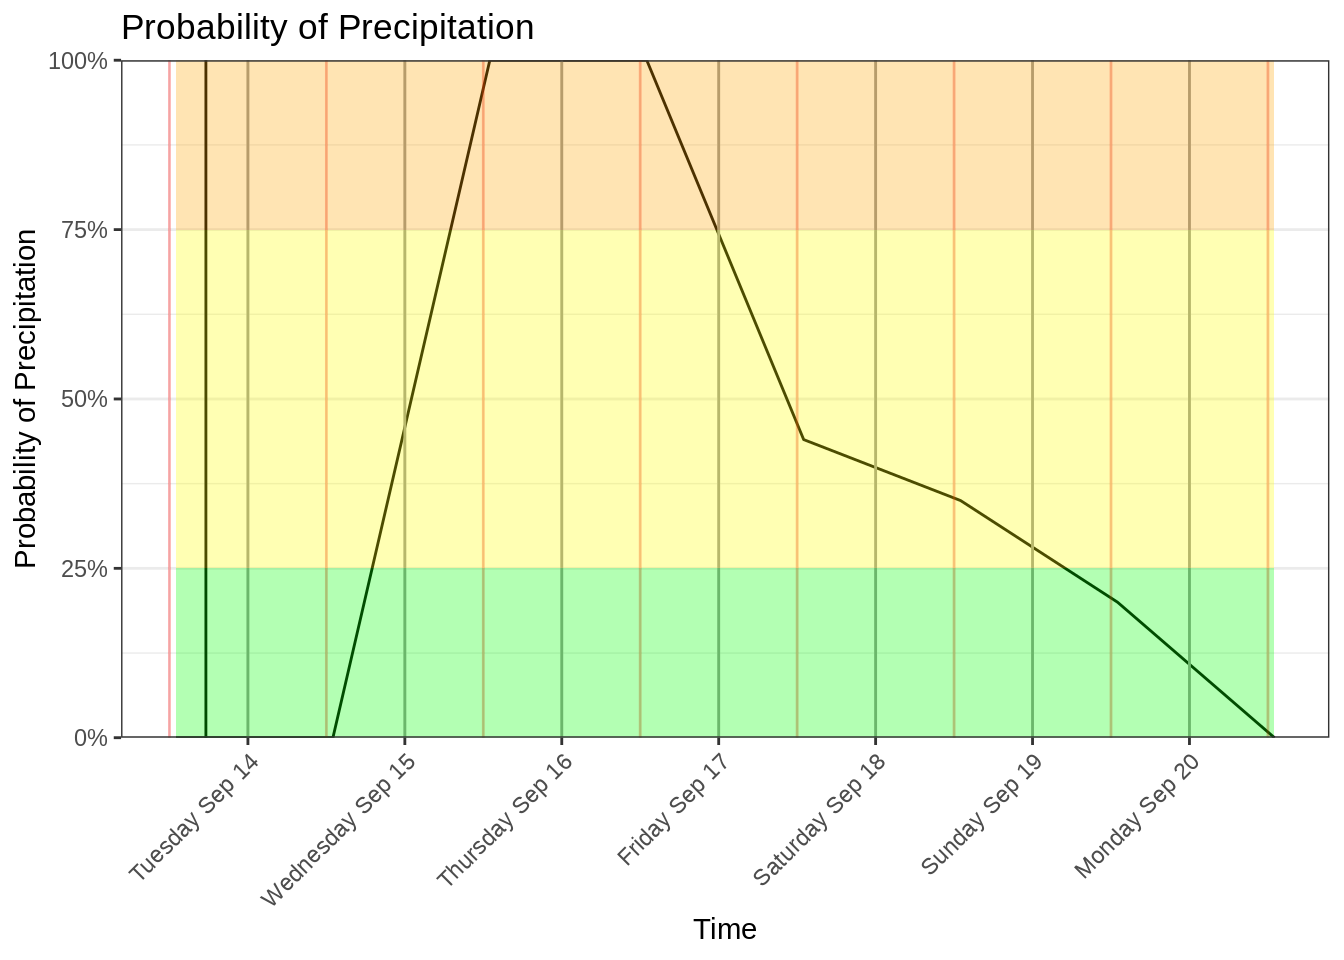 Probability of Precipitation
100%
75%
50%
25%
0%
Probability of Precipitation
Tuesday Sep 14
Wednesday Sep 15
Thursday Sep 16
Friday Sep 17
Saturday Sep 18
Sunday Sep 19
Monday Sep 20
Time